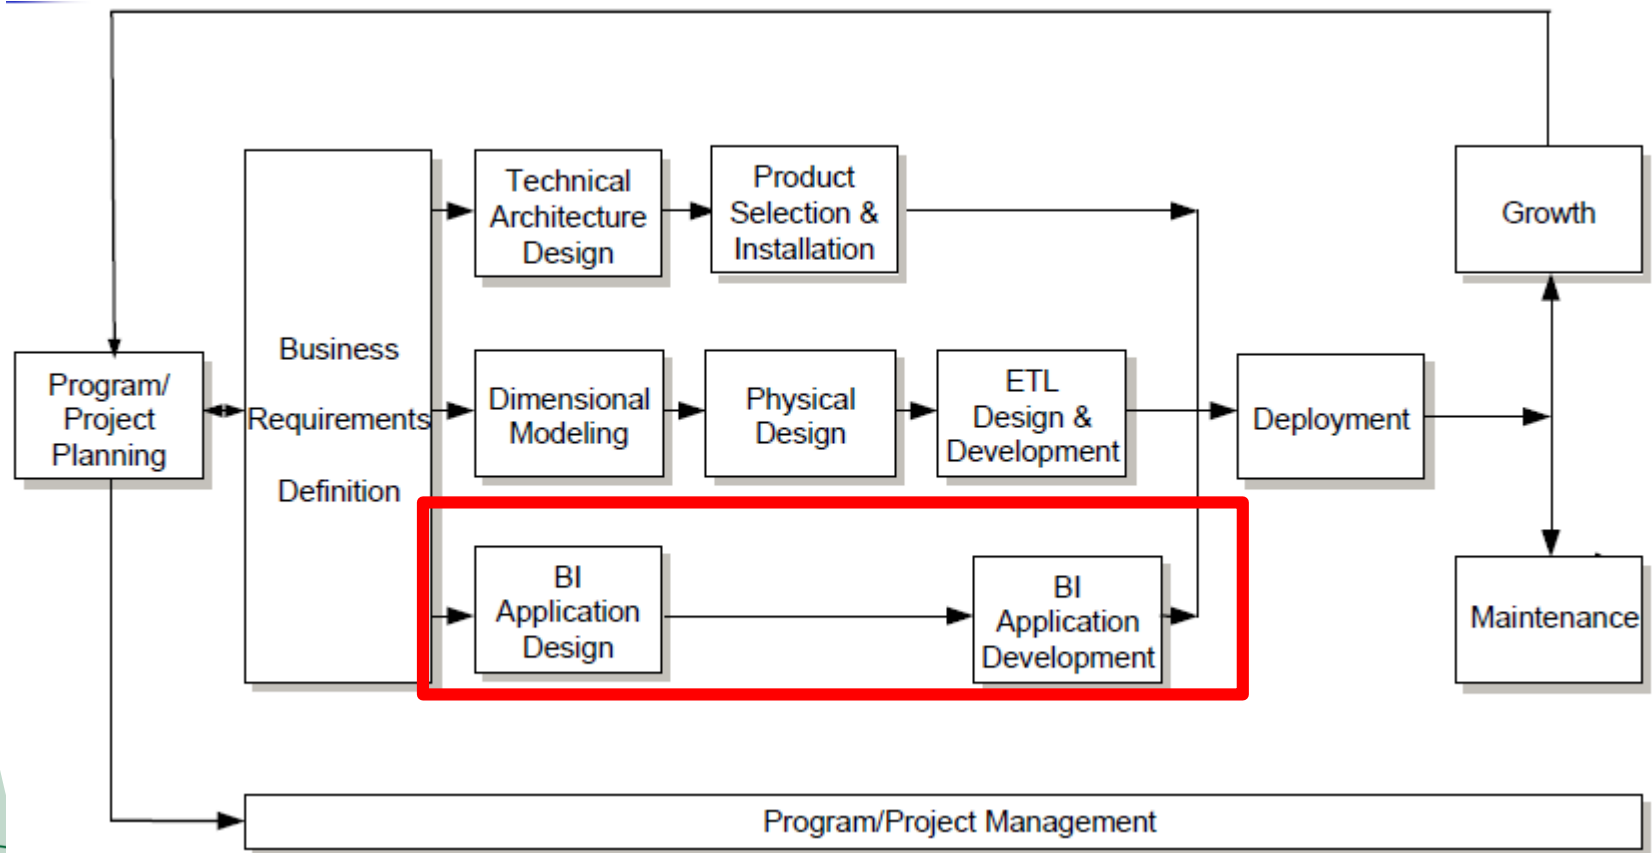 Technical
Architecture
Design
Product
Selection &
Installation
Growth
Program/
Project
Planning
Business
Requirements
Definition
Dimensional
Modeling
Physical
Design
ETL
Design &
Development
Deployment
BI
Application
Design
BI
Application
Development
Maintenance
Program/Project Management